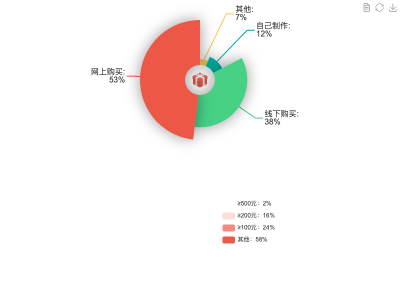 其他:
7%
自己制作:
12%
网上购买:
53%
线下购买:
38%
≥500元：2%
≥200元：16%
≥100元：24%
其他：58%